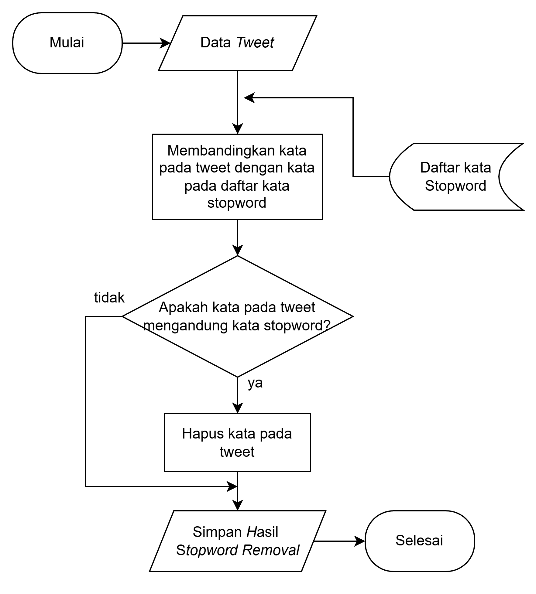 Mulai
Data Tweet
Membandingkan kata
pada tweet dengan kata
pada daftar kata
stopword
Daftar kata
Stopword
Apakah kata pada tweet
mengandung kata stopword?
tidak
ya
Hapus kata pada
tweet
Simpan Hasil
Stopword Removal
Selesai